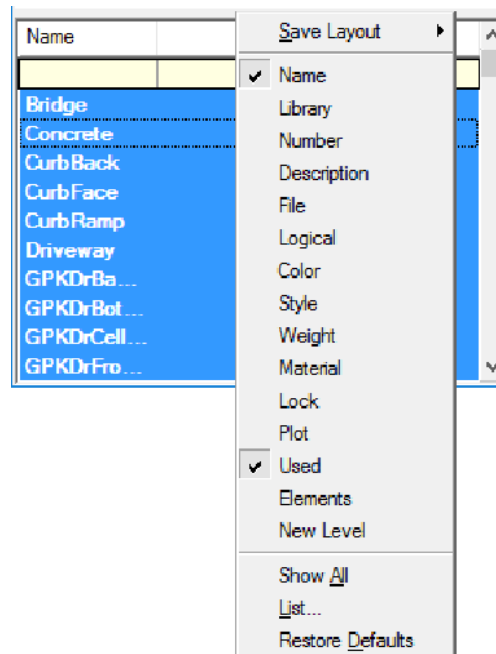 Name
Bridge
Concrete
CurbBack
CurbFace
CurbRamp
Driveway
GPKDrBa...
GPKDrBot...
GPKDrCell...
GPKDrFro...
Save Layout
Name
Library
Number
Description
File
Logical
Color
Style
Weight
Material
Lock
Plot
Used
Elements
New Level
Show All
List...
Restore Defaults